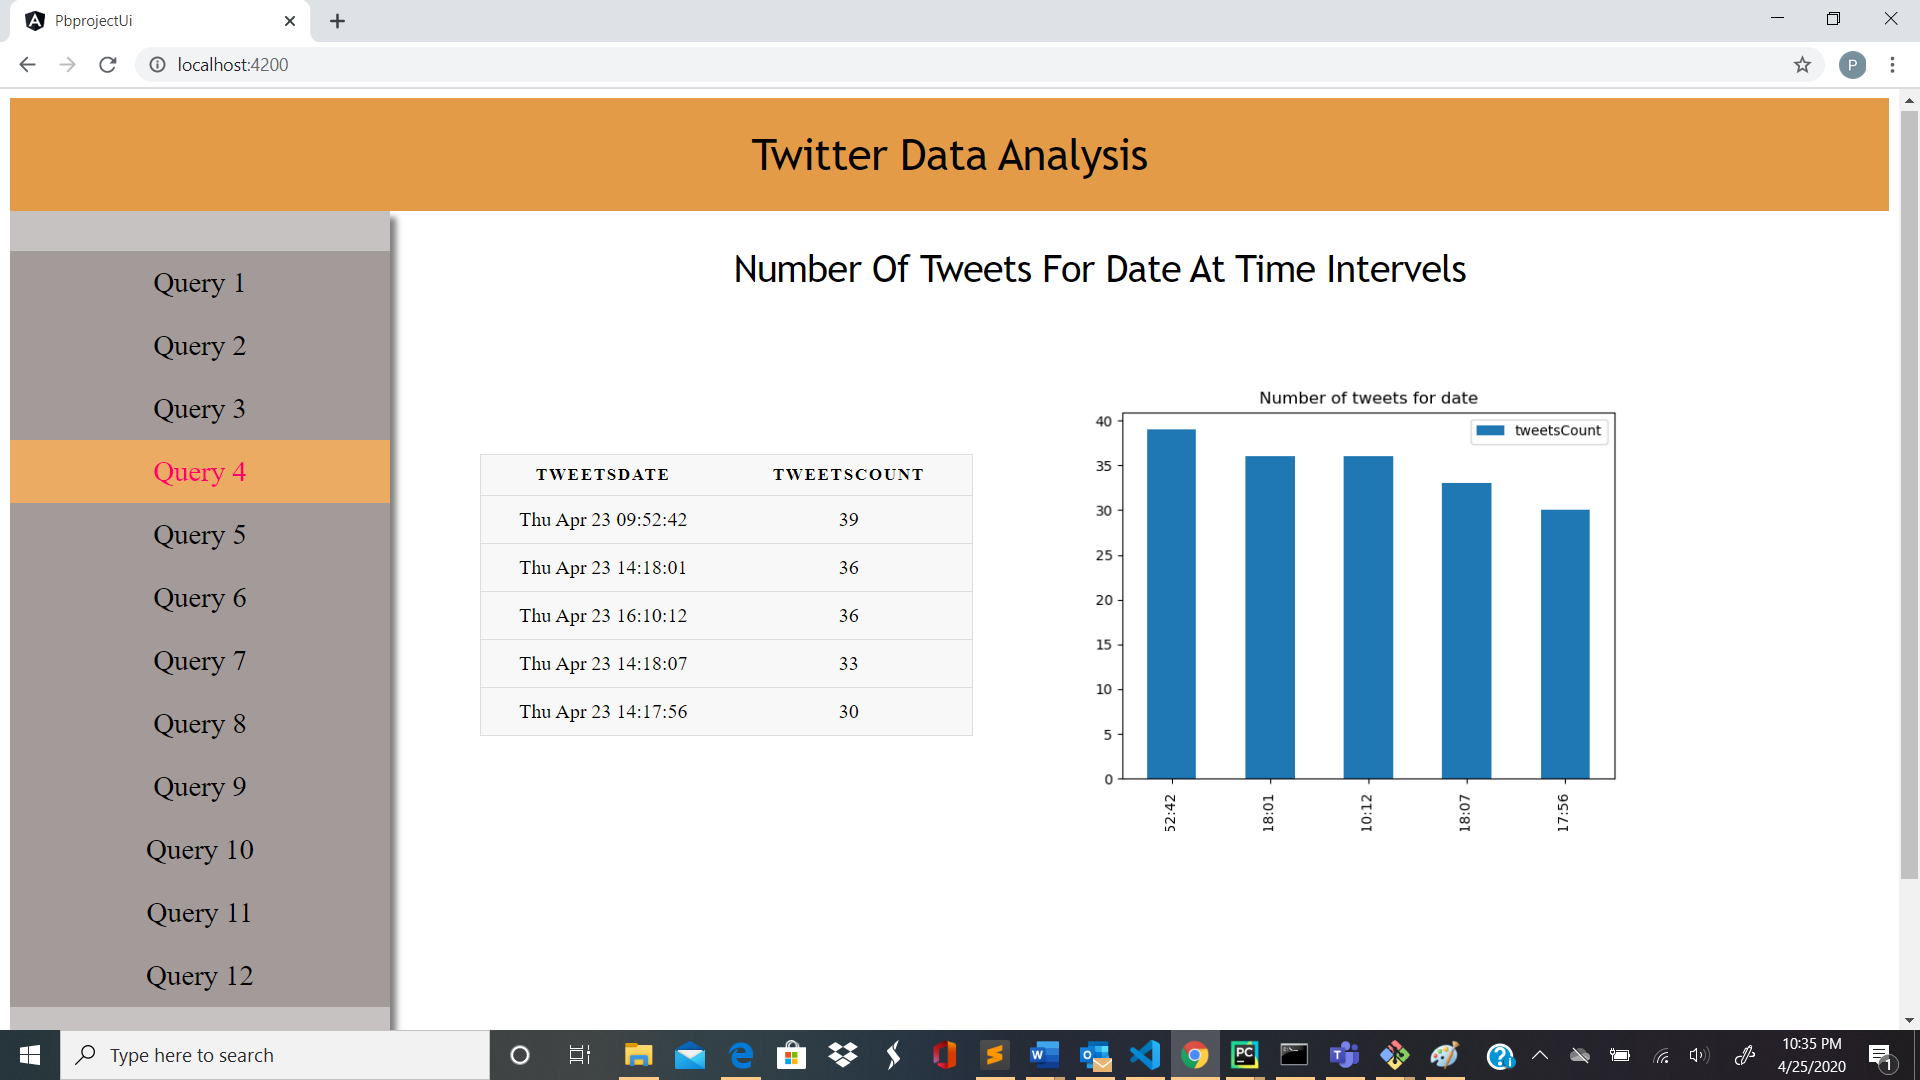 PbprojectUi
localhost:4200
P
Twitter Data Analysis
Query 1
Query 2
Query 3
Query 4
Query 5
Query 6
Query 7
Query 8
Query 9
Query 10
Query 11
Query 12
Number Of Tweets For Date At Time Intervels
TWEETSDATE TWEETSCOUNT
Thu Apr 23 09:52:42 39
Thu Apr 23 14:18:01 36
Thu Apr 23 16:10:12 36
Thu Apr 23 14:18:07 33
Thu Apr 23 14:17:56 30
Number of tweets for date
tweetsCount
40
35
30
25
20
15
10
5
0
52:42
18:01
10:12
18:07
17:56
Type here to search
10:35 PM
4/25/2020
1